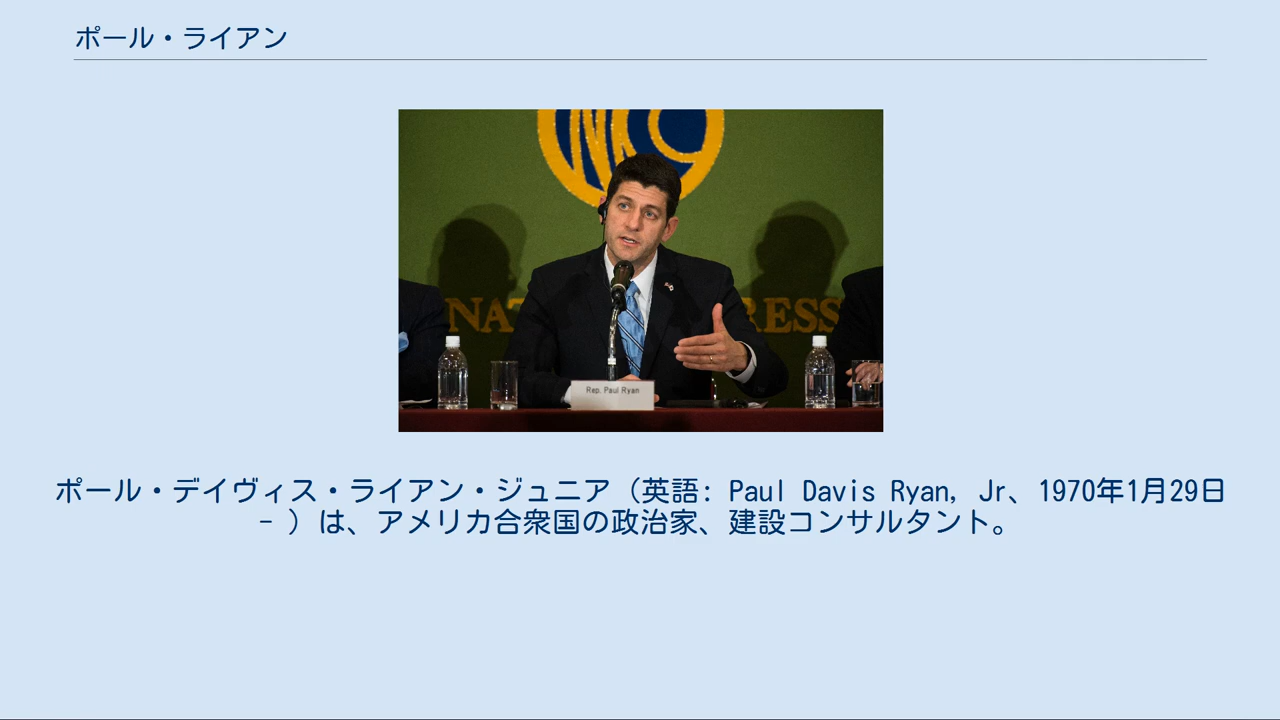 ポール・ライアン
NAT RESS
Rep. Paul Ryan
ポール・デイヴィス・ライアン・ジュニア（英語: Paul Davis Ryan, Jr、1970年1月29日
- ）は、アメリカ合衆国の政治家、建設コンサルタント。